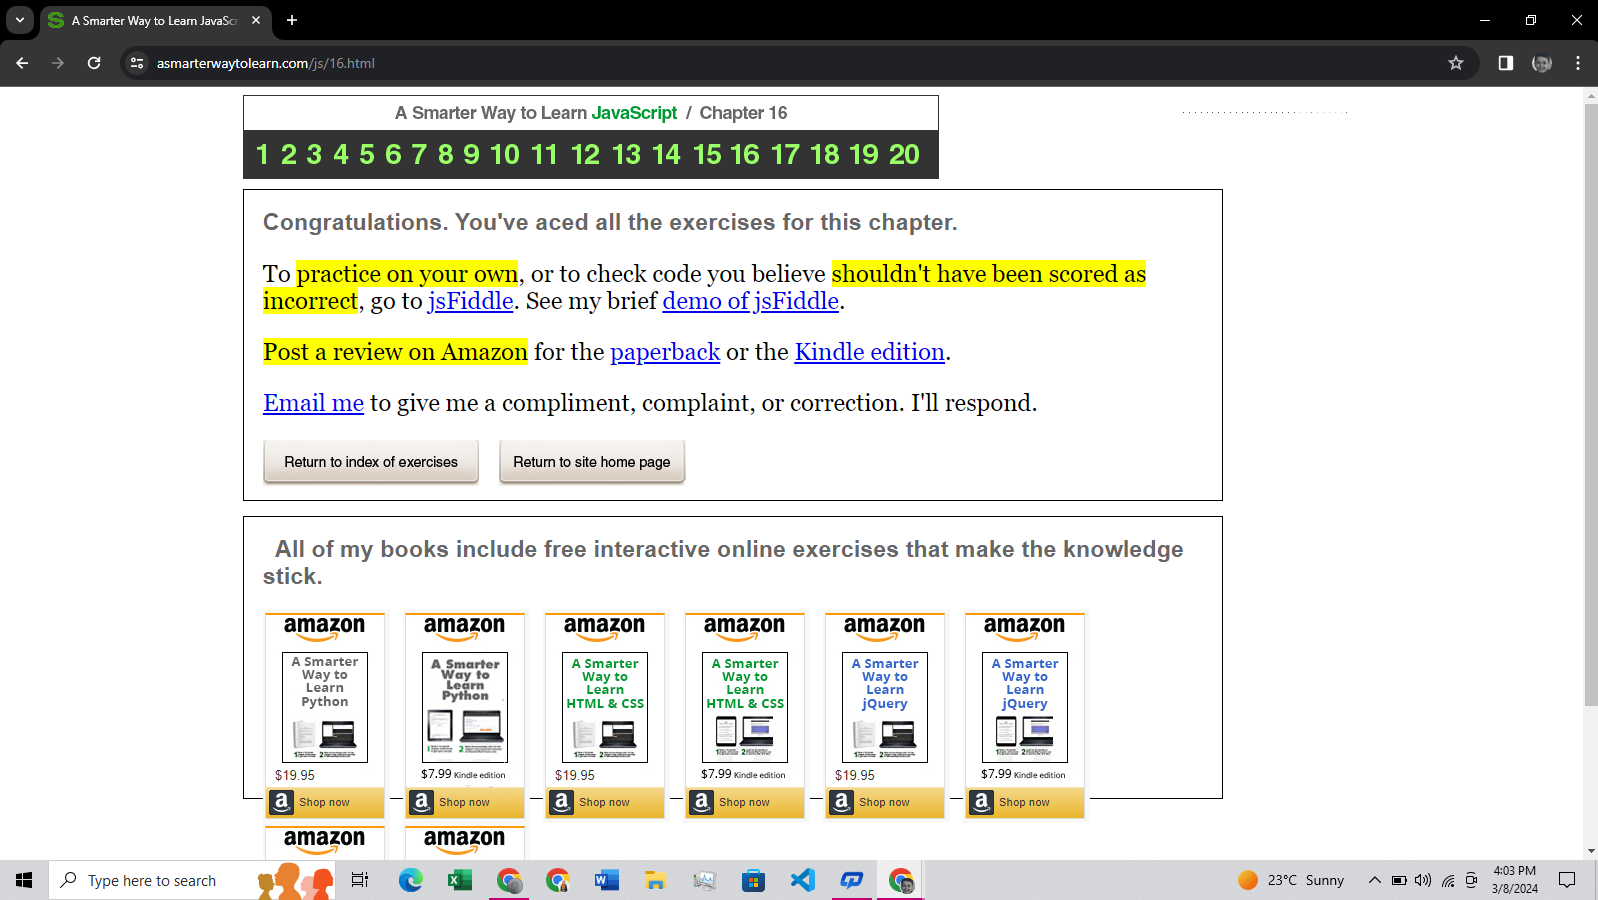 A Smarter Way to Learn JavaScr
asmarterwaytolearn.com/js/16.html
A Smarter Way to Learn JavaScript / Chapter 16
1 2 3 4 5 6 7 8 9 10 11 12 13 14 15 16 17 18 19 20
Congratulations. You've aced all the exercises for this chapter.
To practice on your own, or to check code you believe shouldn't have been scored as
incorrect, go to jsFiddle. See my brief demo of jsFiddle.
Post a review on Amazon for the paperback or the Kindle edition.
Email me to give me a compliment, complaint, or correction. I'll respond.
Return to index of exercises Return to site home page
All of my books include free interactive online exercises that make the knowledge
stick.
amazon amazon amazon amazon amazon amazon
A Smarter
Way to
Learn
Python
A Smarter
Way to
Learn
Python
A Smarter
Way to
Learn
HTML & CSS
A Smarter
Way to
Learn
HTML & CSS
A Smarter
Way to
Learn
jQuery
A Smarter
Way to
Learn
jQuery
$19.95 $7.99 Kindle edition $19.95 $7.99 Kindle edition $19.95 $7.99 Kindle edition
a Shop now a Shop now a Shop now a Shop now a Shop now a Shop now
amazon amazon
Type here to search
23°C Sunny
4:03 PM
3/8/2024